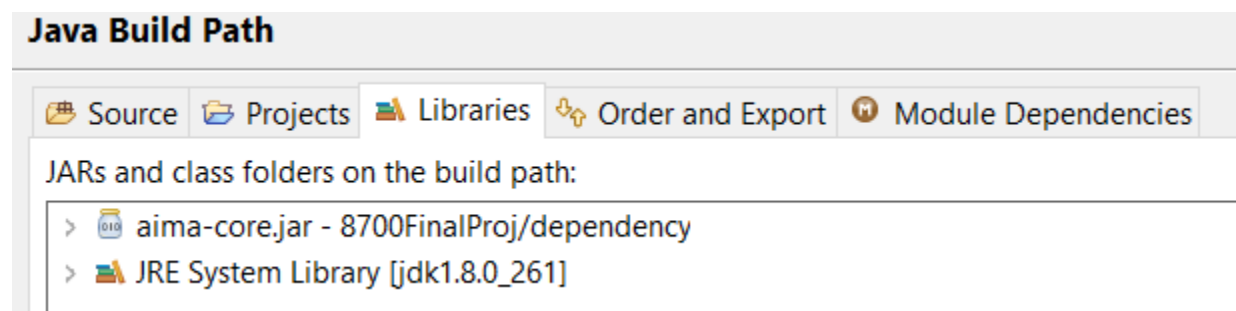 Java Build Path
Source Projects Libraries Order and Export Module Dependencies
JARs and class folders on the build path:
aima-core.jar - 8700FinalProj/dependency
JRE System Library [jdk1.8.0_261]